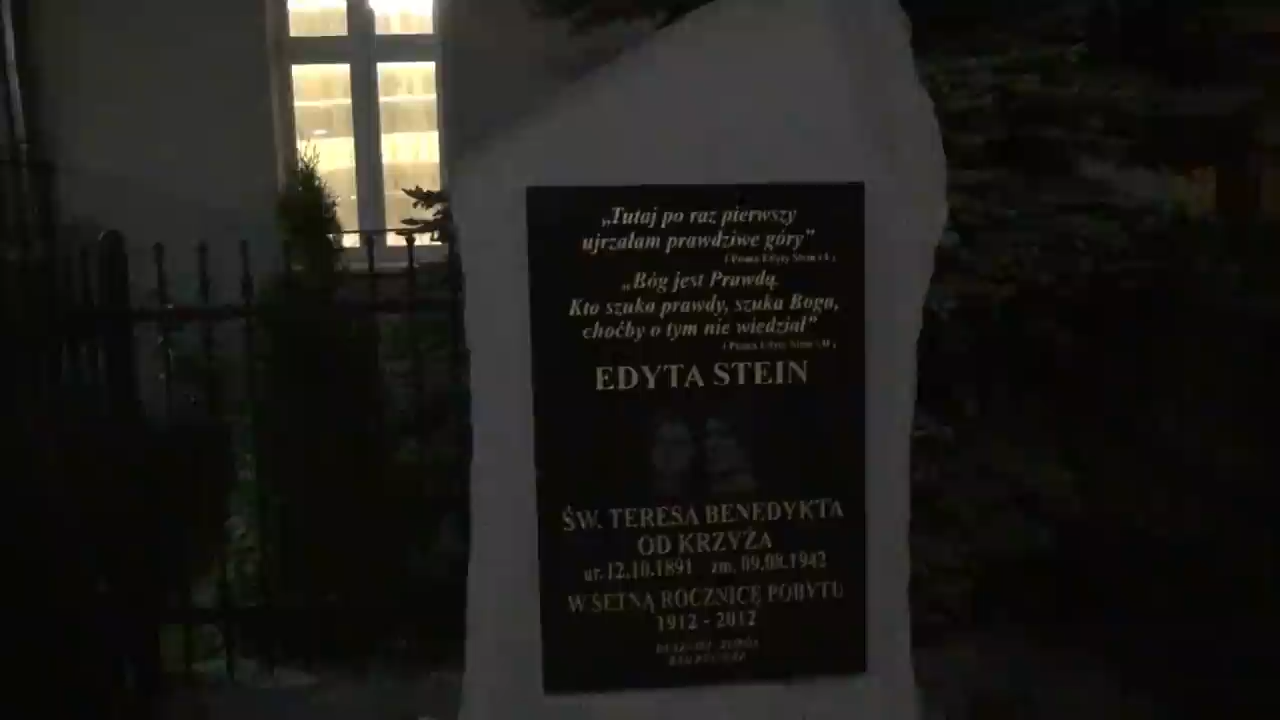 „Tutaj po raz pierwszy
ujrzałam prawdziwe góry”
„Bóg jest Prawdą.
Kto szuka prawdy, szuka Boga,
choćby o tym nie wiedział”
EDYTA STEIN
ŚW. TERESA BENEDYKTA
OD KRZYŻA
ur. 12.10.1891 zm. 09.08.1942
W SETNĄ ROCZNICĘ POBYTU
1912 - 2012